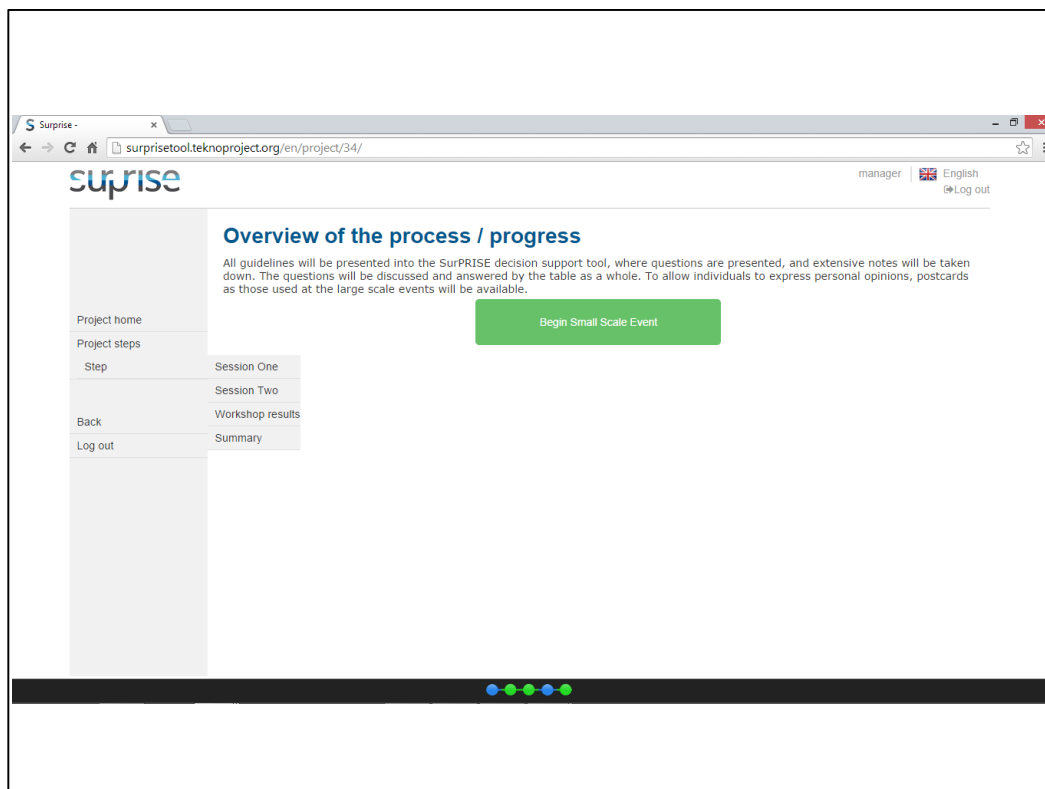 Surprise -
surprisetool.teknoproject.org/en/project/34/
surprise
manager
English
Log out
Overview of the process / progress
All guidelines will be presented into the SurPRISE decision support tool, where questions are presented, and extensive notes will be taken
down. The questions will be discussed and answered by the table as a whole. To allow individuals to express personal opinions, postcards
as those used at the large scale events will be available.
Begin Small Scale Event
Project home
Project steps
Step
Session One
Session Two
Workshop results
Summary
Back
Log out